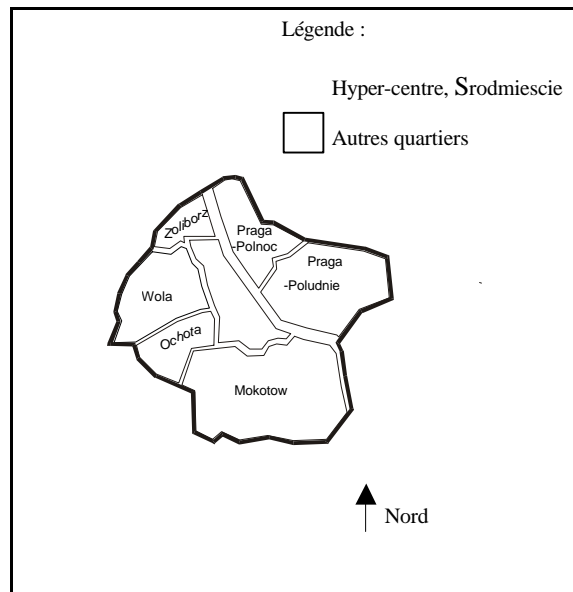 Légende :
Hyper-centre, Srodmiescie
Autres quartiers
Zoliborz
Praga
-Polnoc
Praga
-Poludnie
Wola
Ochota
Mokotow
Nord